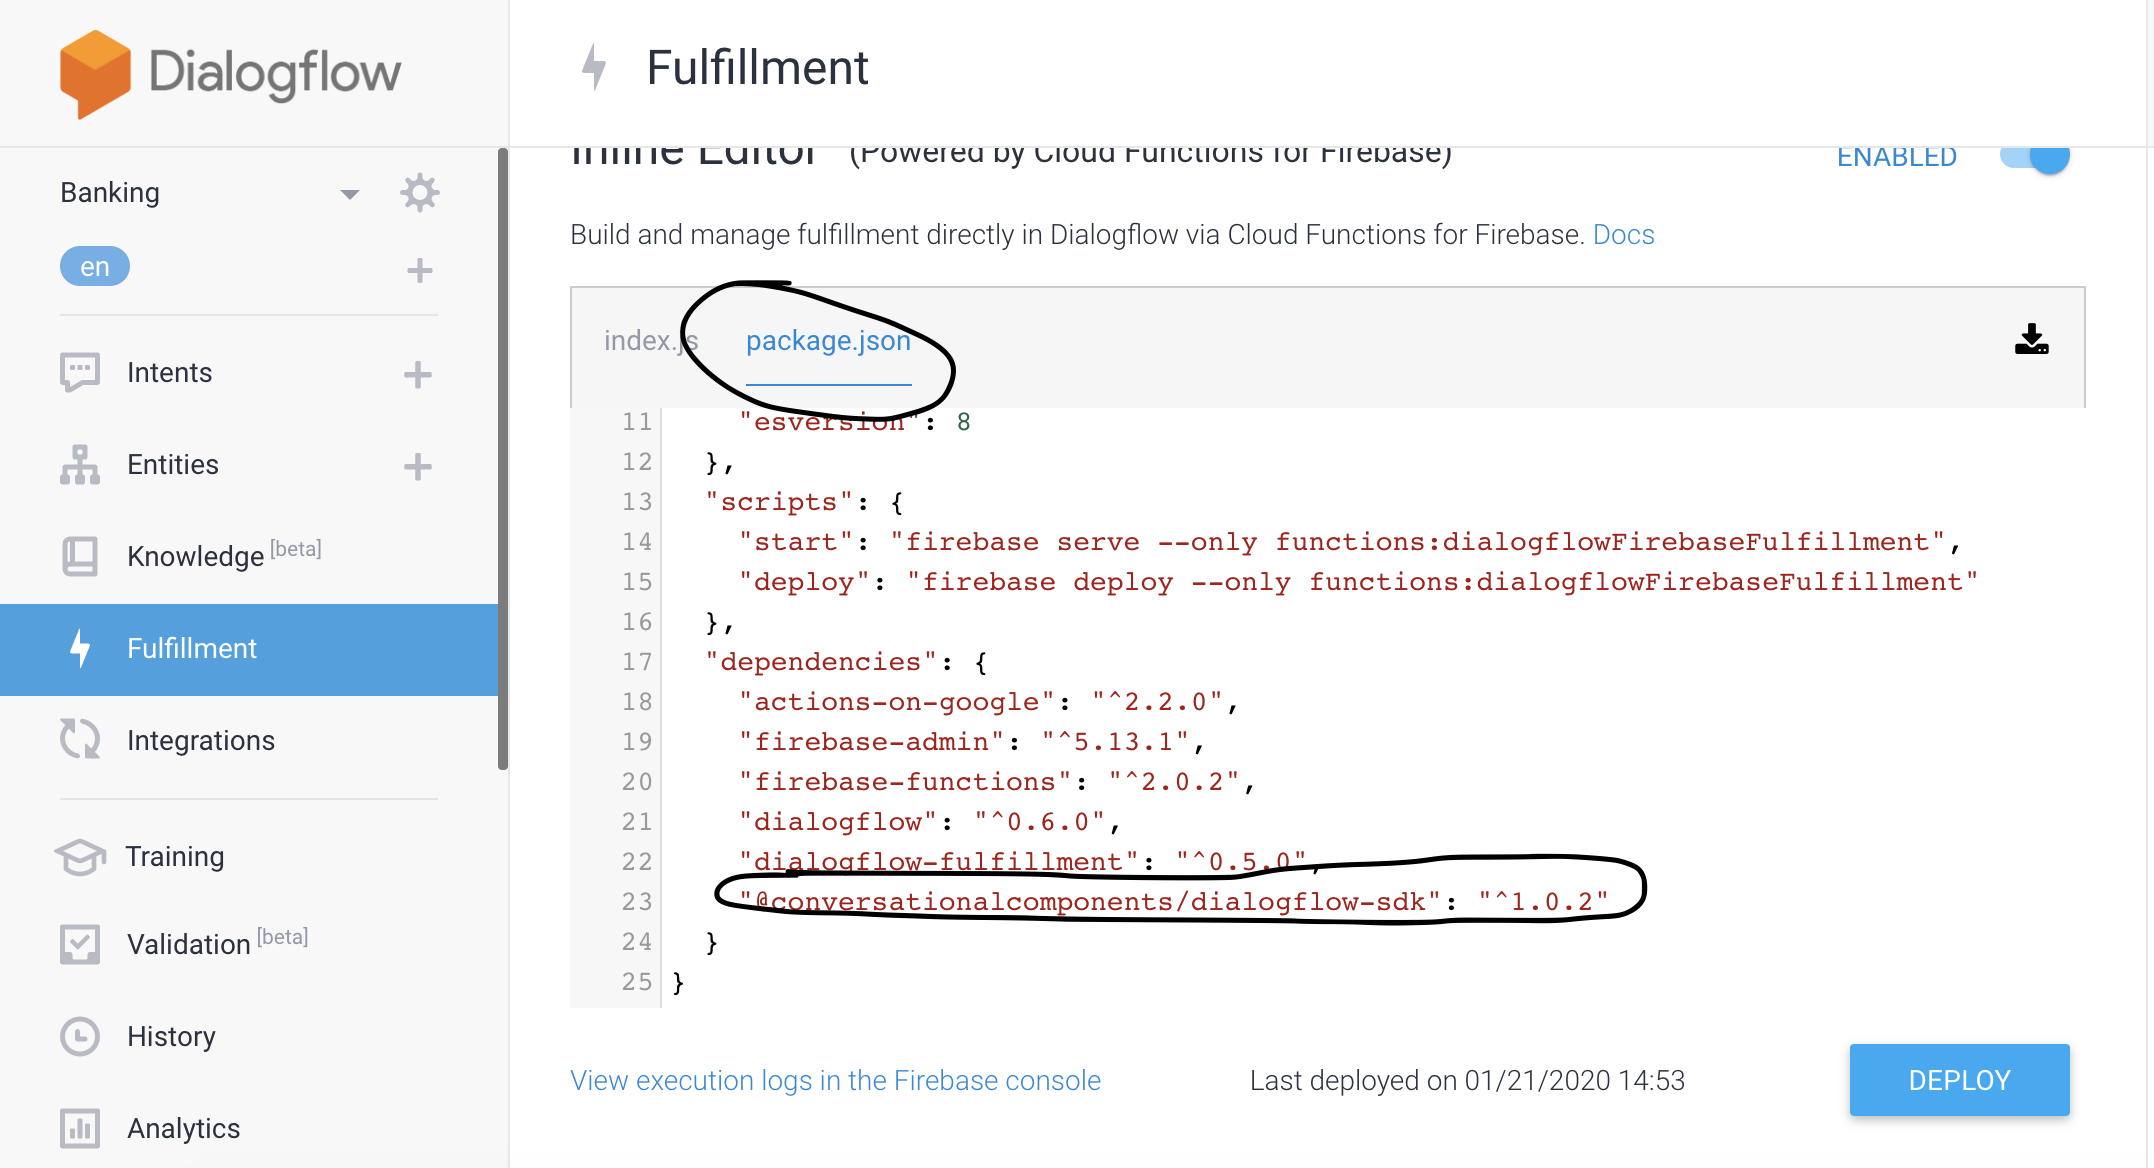 Dialogflow
Banking
en
Intents
Entities
Knowledge [beta]
Fulfillment
Integrations
Training
Validation [beta]
History
Analytics
Fulfillment
Inline Editor (Powered by Cloud Functions for Firebase)
ENABLED
Build and manage fulfillment directly in Dialogflow via Cloud Functions for Firebase. Docs
index.js package.json
11 "esversion": 8
12 },
13 "scripts": {
14 "start": "firebase serve --only functions:dialogflowFirebaseFulfillment",
15 "deploy": "firebase deploy --only functions:dialogflowFirebaseFulfillment"
16 },
17 "dependencies": {
18 "actions-on-google": "^2.2.0",
19 "firebase-admin": "^5.13.1",
20 "firebase-functions": "^2.0.2",
21 "dialogflow": "^0.6.0",
22 "dialogflow-fulfillment": "^0.5.0",
23 "@conversationalcomponents/dialogflow-sdk": "^1.0.2"
24 }
25 }
View execution logs in the Firebase console
Last deployed on 01/21/2020 14:53
DEPLOY